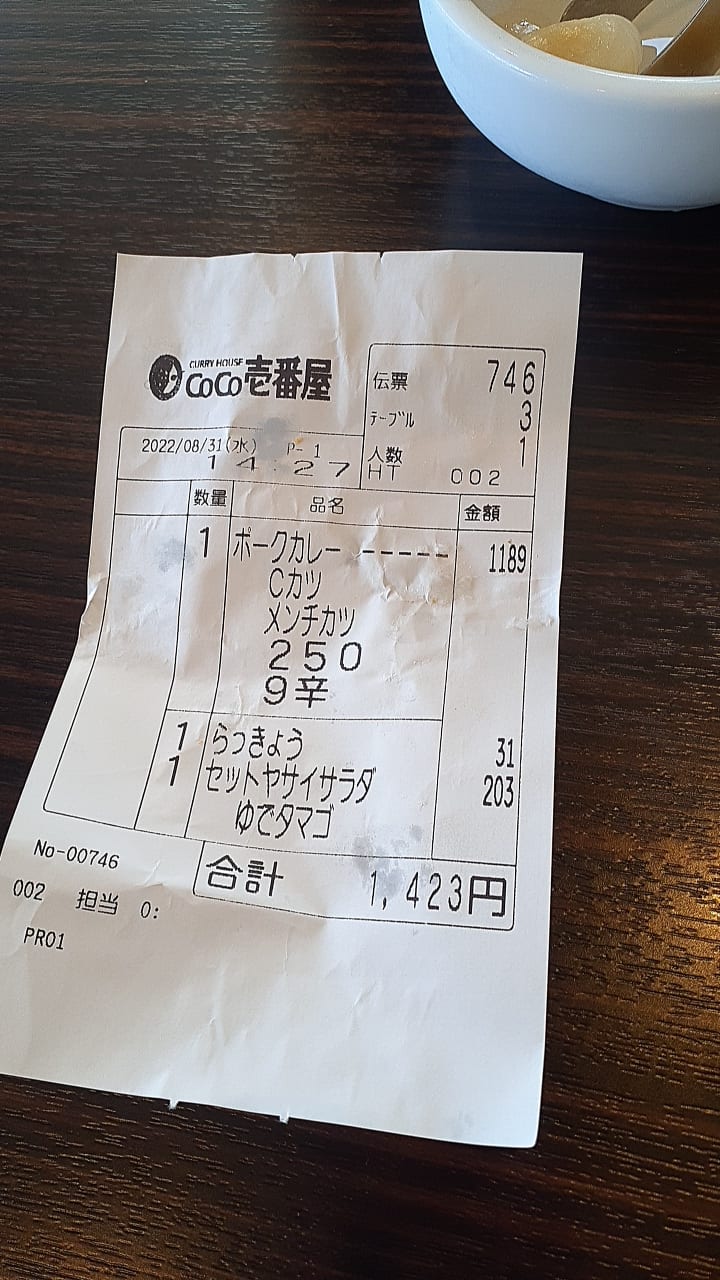 CURRY HOUSE
CoCo壱番屋
伝票 746
テーブル 3
人数 1
HT 002
2022/08/31(水) P- 1
14:27
数量 品名 金額
1 ポークカレー ----- 1189
Cカツ
メンチカツ
250
9辛
1 らっきょう 31
1 セットヤサイサラダ 203
ゆでタマゴ
合計 1,423円
No-00746
002 担当 0:
PR01